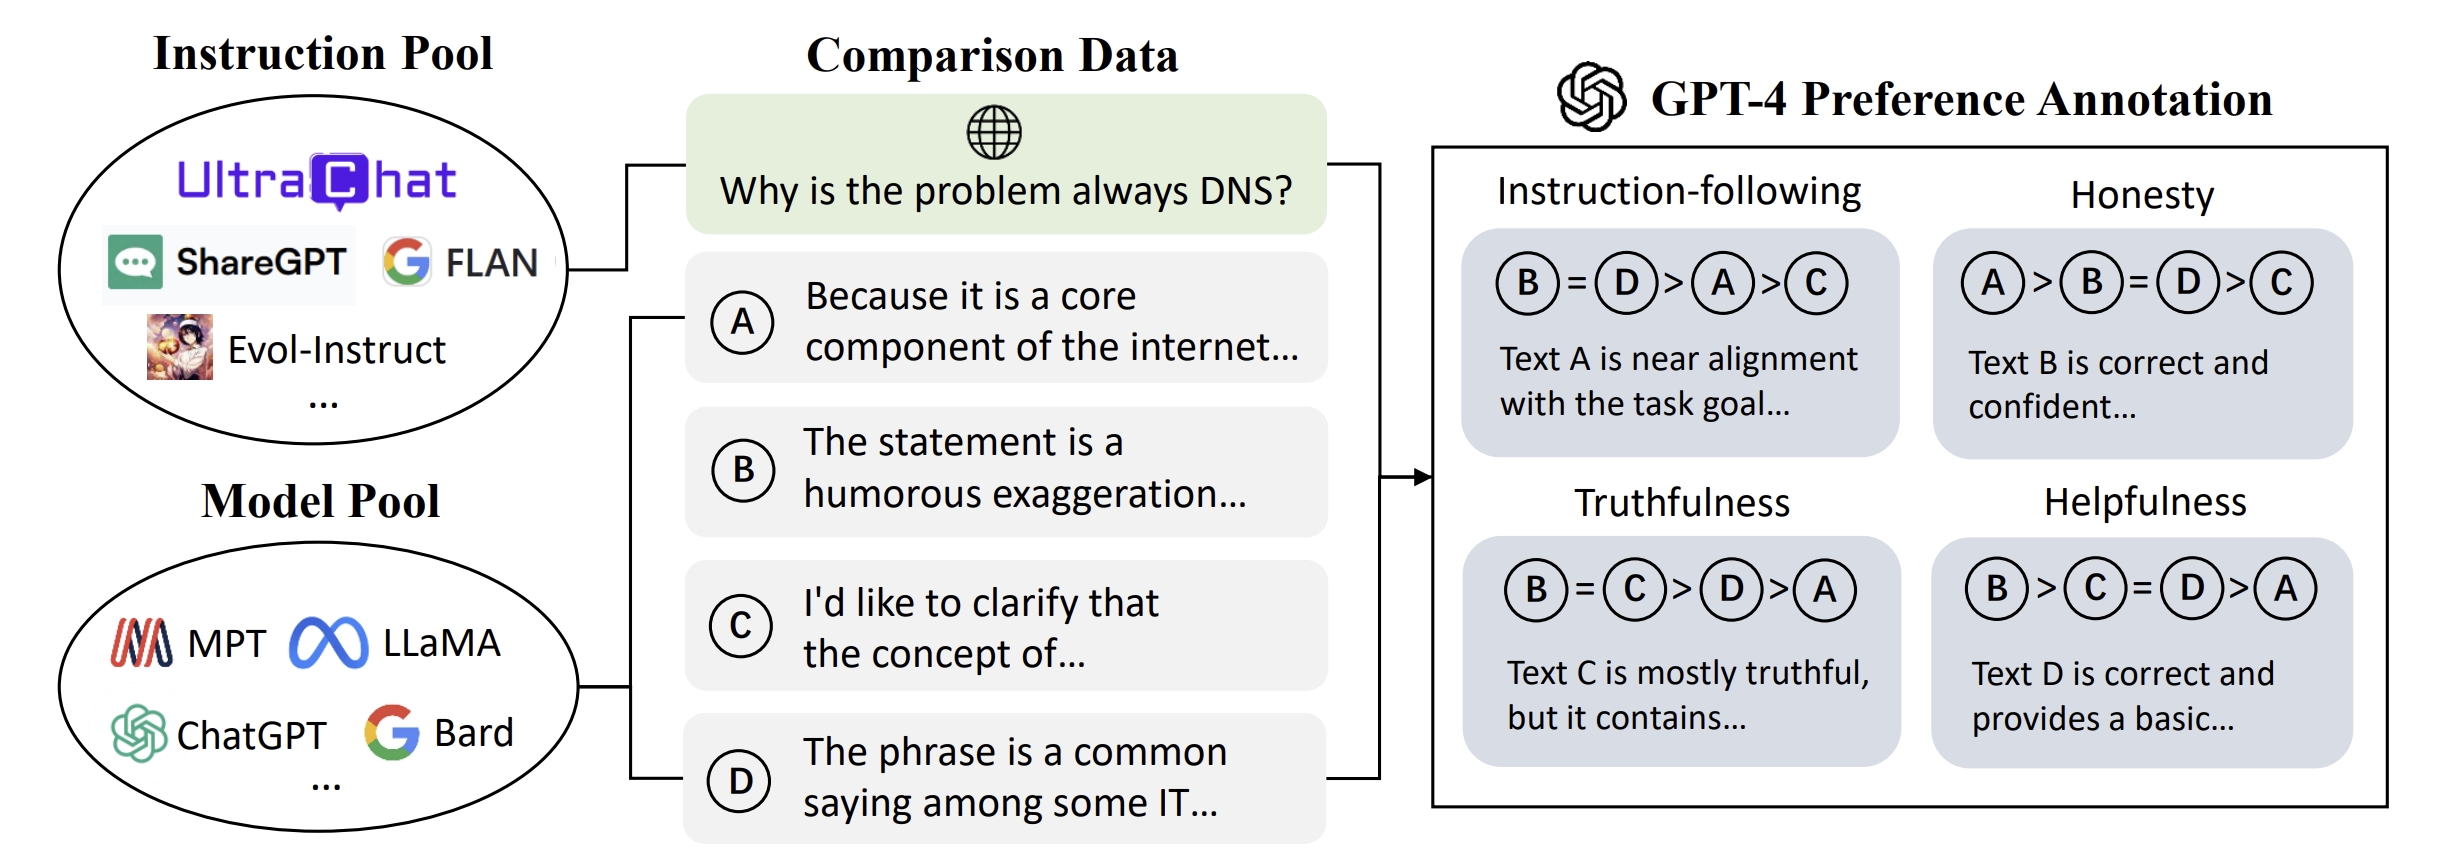 Instruction Pool
UltraChat
ShareGPT
FLAN
Evol-Instruct
...
Model Pool
MPT
LLaMA
ChatGPT
Bard
...
Comparison Data
Why is the problem always DNS?
A
Because it is a core
component of the internet...
B
The statement is a
humorous exaggeration...
C
I'd like to clarify that
the concept of...
D
The phrase is a common
saying among some IT...
GPT-4 Preference Annotation
Instruction-following
B = D > A > C
Text A is near alignment
with the task goal...
Honesty
A > B = D > C
Text B is correct and
confident...
Truthfulness
B = C > D > A
Text C is mostly truthful,
but it contains...
Helpfulness
B > C = D > A
Text D is correct and
provides a basic...